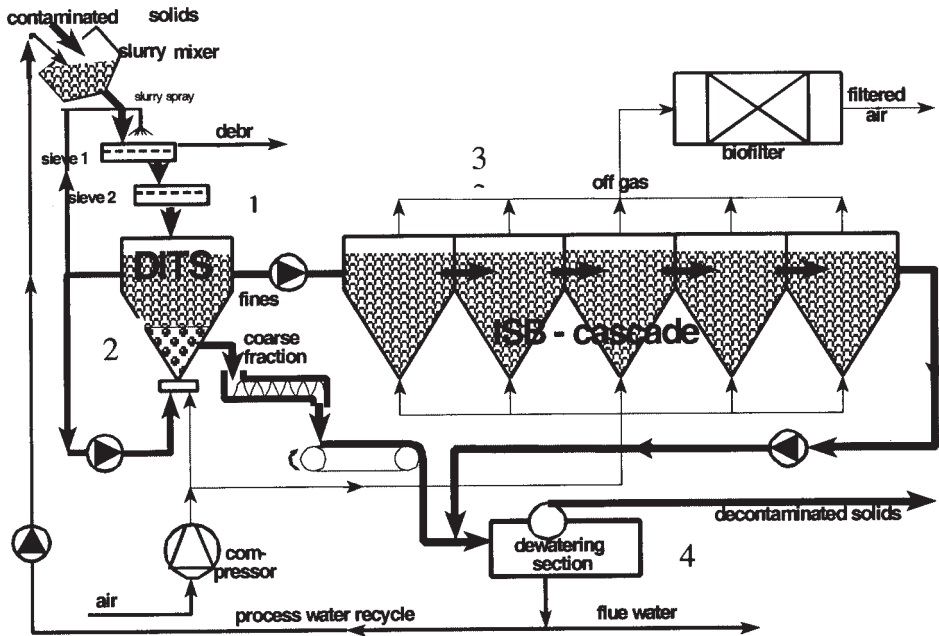 contaminated solids
slurry mixer
slurry spray
debr
sieve 1
sieve 2
1
3
off gas
biofilter
filtered
air
DITS
fines
2
coarse
fraction
ISB - cascade
com-
pressor
air
dewatering
section
4
decontaminated solids
process water recycle
flue water